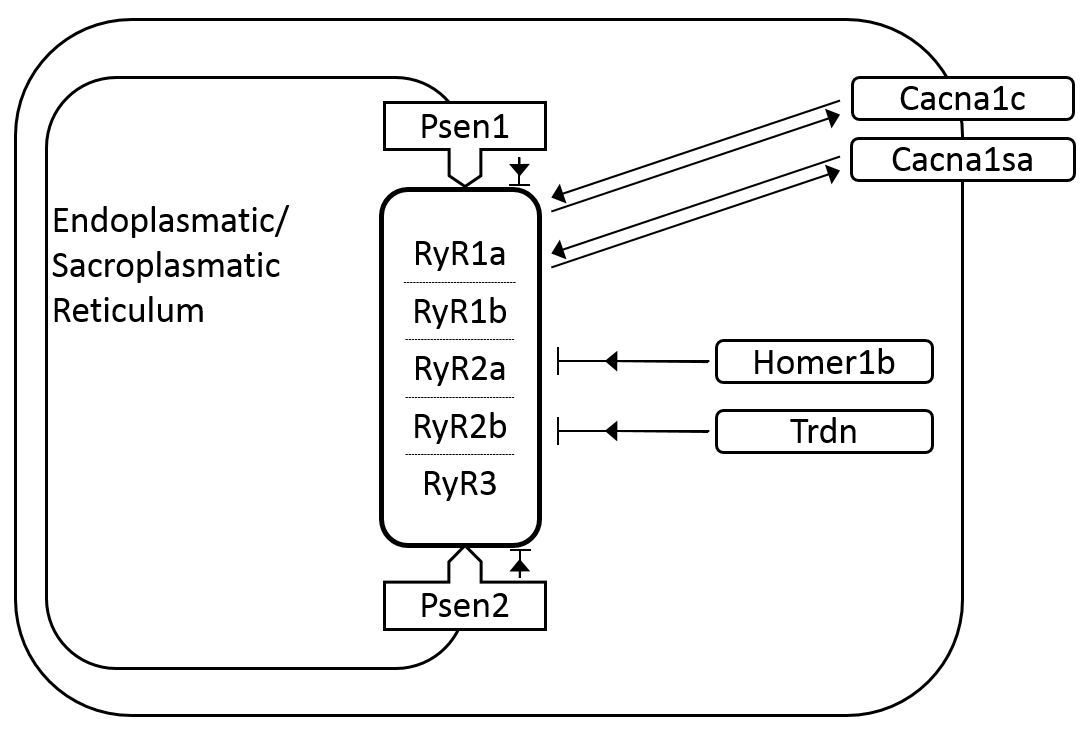 Cacna1c
Psen1
Cacna1sa
Endoplasmatic/
Sacroplasmatic
Reticulum
RyR1a
RyR1b
RyR2a
RyR2b
RyR3
Homer1b
Trdn
Psen2